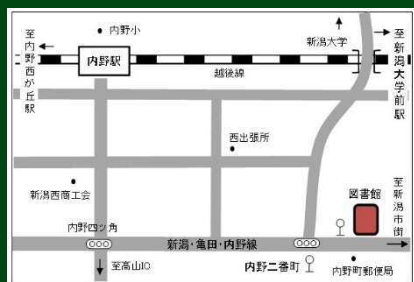 内野小
新潟大学
至内野西が丘駅
内野駅
越後線
至新潟大学前駅
西出張所
新潟西商工会
図書館
至新潟市街
内野四ツ角
新潟・亀田・内野線
至高山IC
内野二番町
内野町郵便局